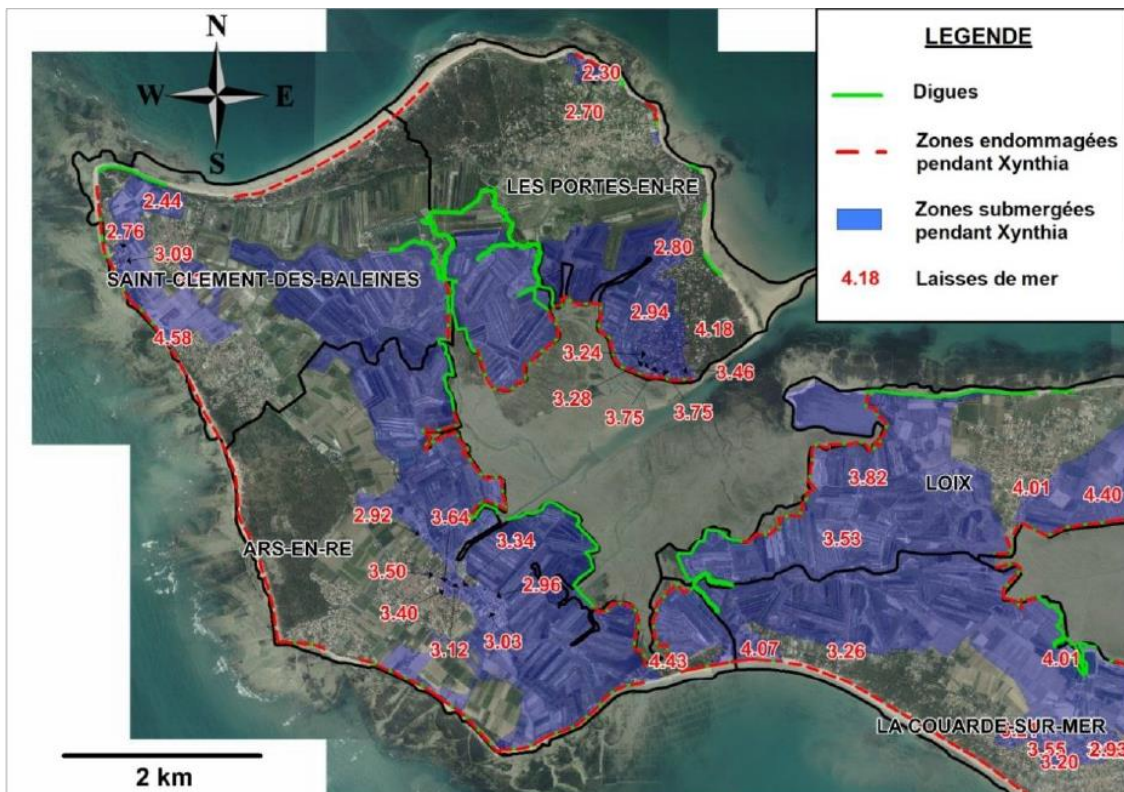 N
W E
S
LEGENDE
Digues
Zones endommagées
pendant Xynthia
Zones submergées
pendant Xynthia
4.18 Laisses de mer
2.30
2.70
LES PORTES-EN-RE
2.44
2.76
3.09
SAINT-CLEMENT-DES-BALEINES
2.80
2.94
4.58
4.18
3.24
3.46
3.28
3.75
3.75
3.82
LOIX
4.01
4.40
2.92
3.64
3.34
3.53
ARS-EN-RE
3.50
2.96
3.40
3.12
3.03
4.43
4.07
3.26
4.01
LA COUARDE-SUR-MER
3.55
2.93
3.20
2 km